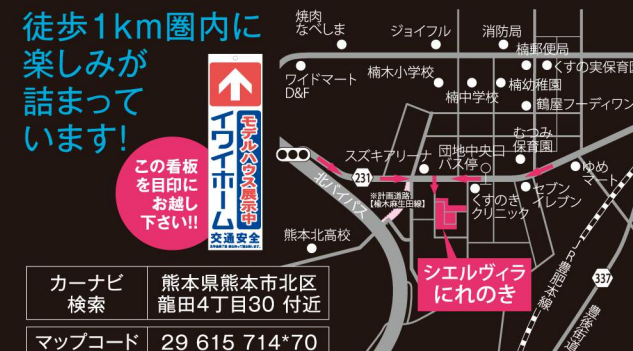 徒歩1km圏内に
楽しみが
詰まって
います!
この看板
を目印に
お越し
下さい!!
モデルハウス展示中
イワイホーム
交通安全
カーナビ
検索
熊本県熊本市北区
龍田4丁目30 付近
マップコード
29 615 714*70
焼肉
なべしま
ジョイフル
消防局
楠郵便局
くすの実保育園
ワイドマート
D&F
楠木小学校
楠中学校
楠幼稚園
鶴屋フーディワン
むつみ
保育園
スズキアリーナ
団地中央口
バス停
ゆめ
マート
231
北バイパス
※計画道路
【楡木麻生田線】
くすのき
クリニック
セブン
イレブン
熊本北高校
シエルヴィラ
にれのき
JR豊肥本線
337
豊後街道